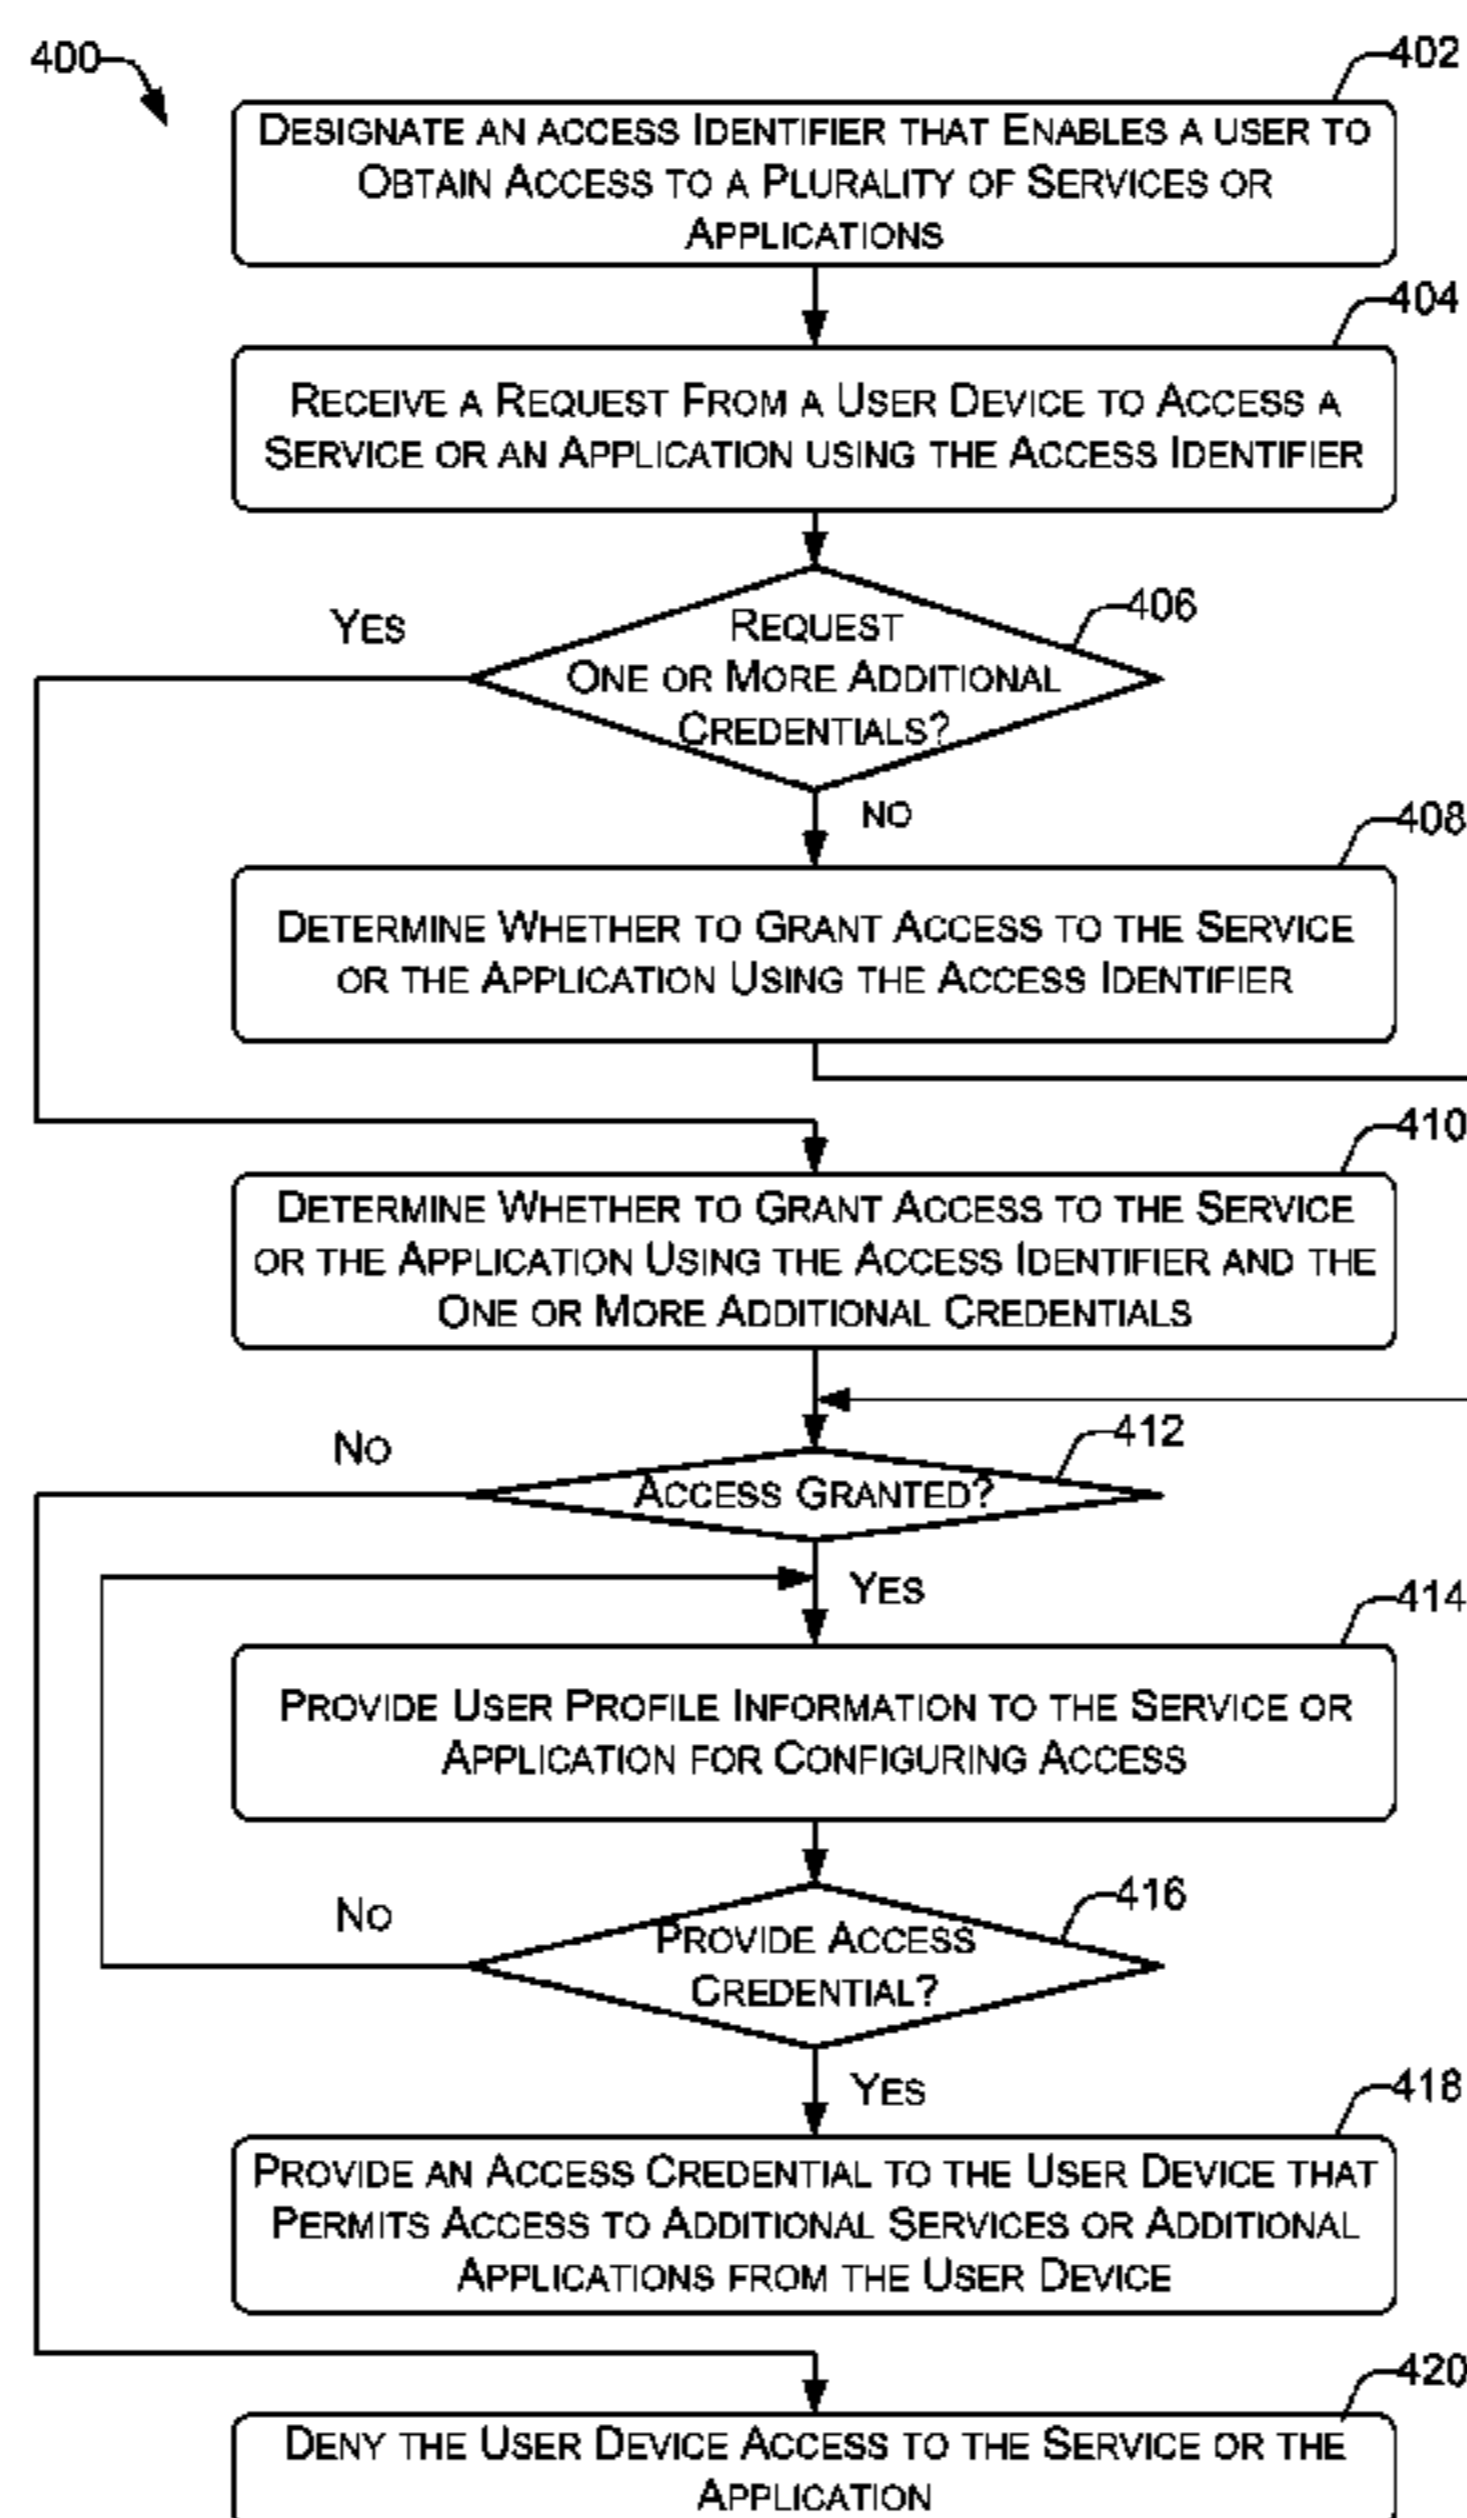 400
402
DESIGNATE AN ACCESS IDENTIFIER THAT ENABLES A USER TO
OBTAIN ACCESS TO A PLURALITY OF SERVICES OR
APPLICATIONS
404
RECEIVE A REQUEST FROM A USER DEVICE TO ACCESS A
SERVICE OR AN APPLICATION USING THE ACCESS IDENTIFIER
406
YES
REQUEST
ONE OR MORE ADDITIONAL
CREDENTIALS?
NO
408
DETERMINE WHETHER TO GRANT ACCESS TO THE SERVICE
OR THE APPLICATION USING THE ACCESS IDENTIFIER
410
DETERMINE WHETHER TO GRANT ACCESS TO THE SERVICE
OR THE APPLICATION USING THE ACCESS IDENTIFIER AND THE
ONE OR MORE ADDITIONAL CREDENTIALS
412
NO
ACCESS GRANTED?
YES
414
PROVIDE USER PROFILE INFORMATION TO THE SERVICE OR
APPLICATION FOR CONFIGURING ACCESS
416
NO
PROVIDE ACCESS
CREDENTIAL?
YES
418
PROVIDE AN ACCESS CREDENTIAL TO THE USER DEVICE THAT
PERMITS ACCESS TO ADDITIONAL SERVICES OR ADDITIONAL
APPLICATIONS FROM THE USER DEVICE
420
DENY THE USER DEVICE ACCESS TO THE SERVICE OR THE
APPLICATION